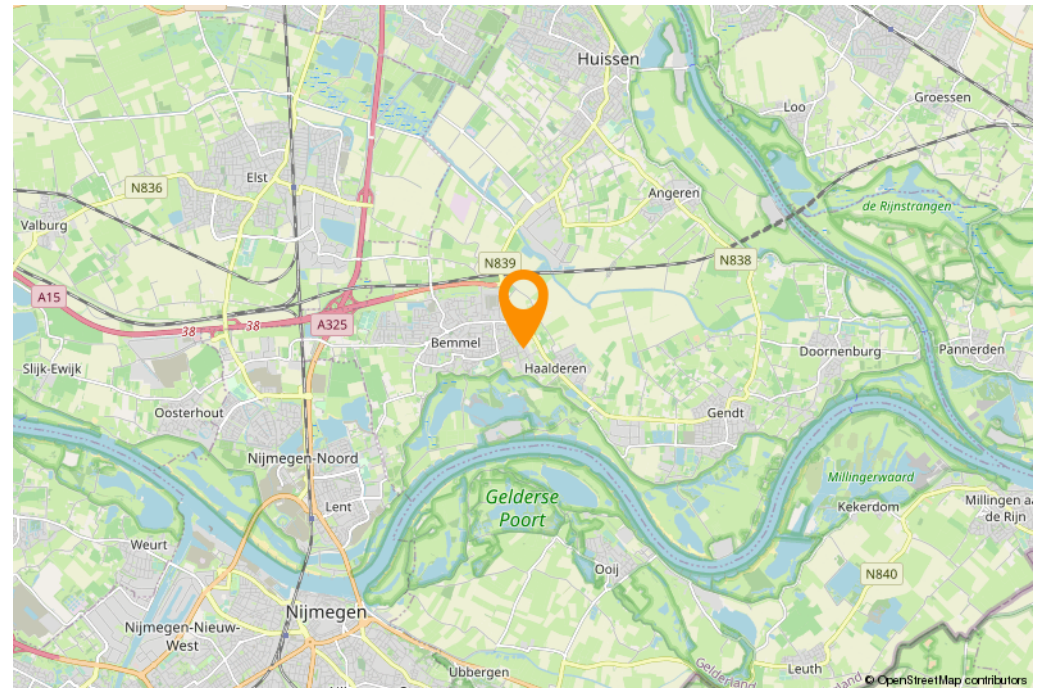 Huissen
Loo
Groessen
Elst
N836
Angeren
de Rijnstrangen
Valburg
N839
N838
A15
38
38
A325
Bemmel
Doornenburg
Pannerden
Slijk-Ewijk
Haalderen
Oosterhout
Gendt
Nijmegen-Noord
Millingerwaard
Gelderse
Poort
Lent
Kekerdom
Millingen aa
de Rijn
Weurt
Ooij
N840
Nijmegen
Nijmegen-Nieuw-
West
Ubbergen
Gelderland
Leuth
© OpenStreetMap contributors